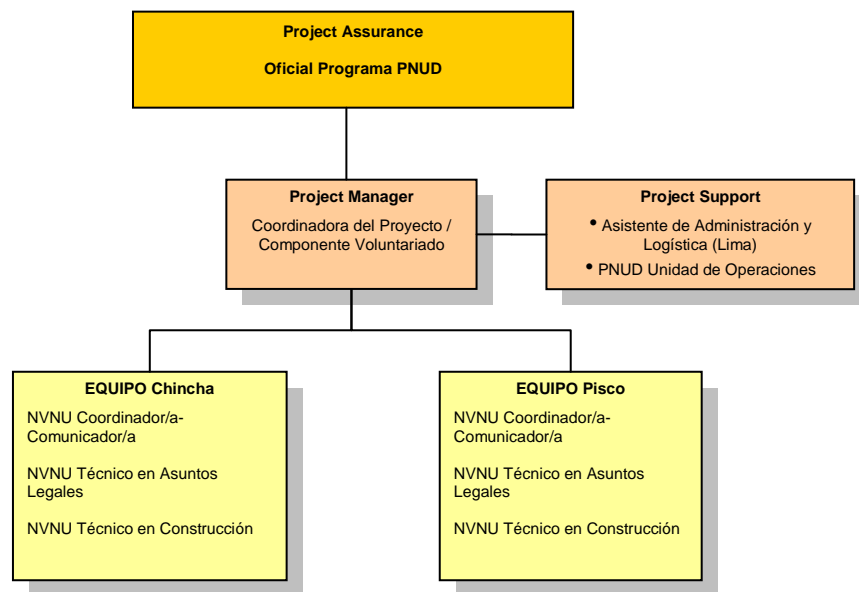 Project Assurance
Oficial Programa PNUD
Project Manager
Coordinadora del Proyecto /
Componente Voluntariado
Project Support
• Asistente de Administración y
Logística (Lima)
• PNUD Unidad de Operaciones
EQUIPO Chincha
NVNU Coordinador/a-
Comunicador/a
NVNU Técnico en Asuntos
Legales
NVNU Técnico en Construcción
EQUIPO Pisco
NVNU Coordinador/a-
Comunicador/a
NVNU Técnico en Asuntos
Legales
NVNU Técnico en Construcción